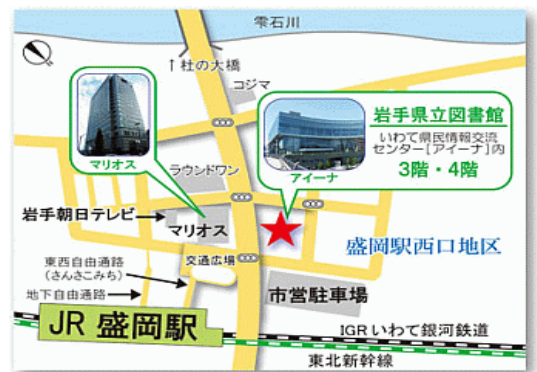 雫石川
↑杜の大橋
コジマ
岩手県立図書館
いわて県民情報交流
センター[アイーナ]内
3階・4階
マリオス
アイーナ
ラウンドワン
岩手朝日テレビ
マリオス
盛岡駅西口地区
東西自由通路
(さんさこみち)
交通広場
地下自由通路
市営駐車場
JR 盛岡駅
IGRいわて銀河鉄道
東北新幹線